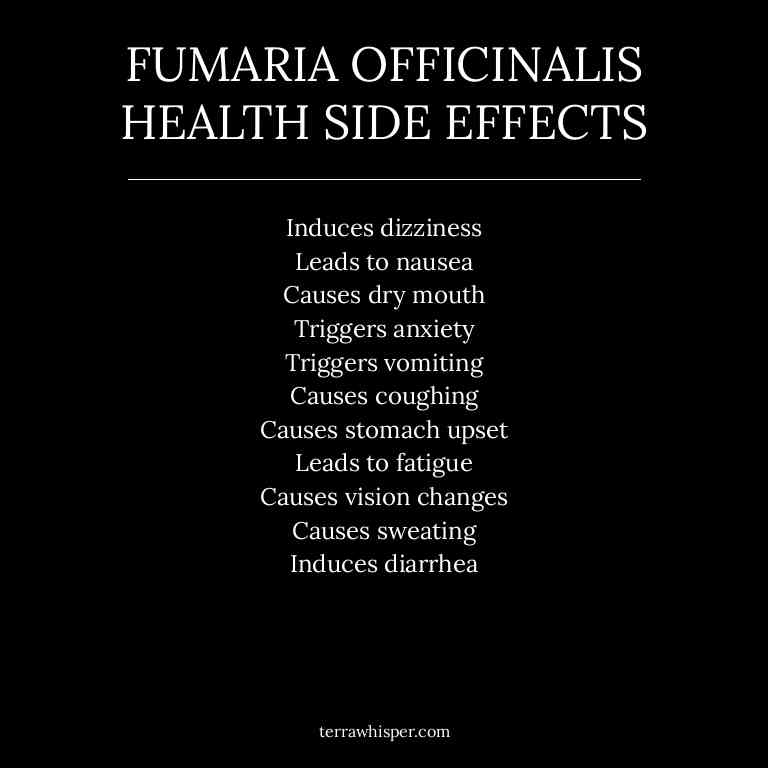 FUMARIA OFFICINALIS
HEALTH SIDE EFFECTS
Induces dizziness
Leads to nausea
Causes dry mouth
Triggers anxiety
Triggers vomiting
Causes coughing
Causes stomach upset
Leads to fatigue
Causes vision changes
Causes sweating
Induces diarrhea
terrawhisper.com